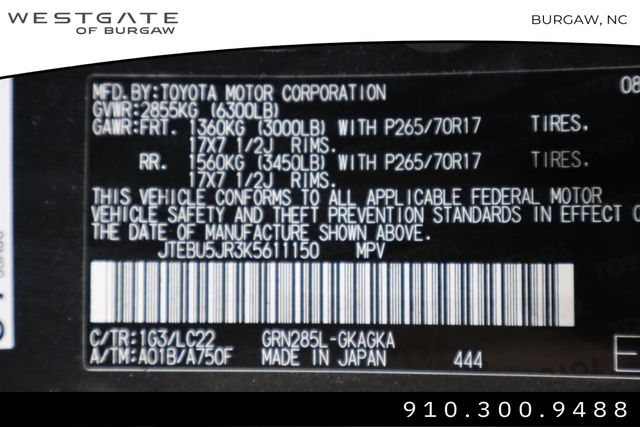 WESTGATE
OF BURGAW
BURGAW, NC
MFD.BY:TOYOTA MOTOR CORPORATION 08
GVWR:2855KG (6300LB)
GAWR:FRT. 1360KG (3000LB) WITH P265/70R17 TIRES.
17X7 1/2J RIMS.
RR. 1560KG (3450LB) WITH P265/70R17 TIRES.
17X7 1/2J RIMS.
THIS VEHICLE CONFORMS TO ALL APPLICABLE FEDERAL MOTOR
VEHICLE SAFETY AND THEFT PREVENTION STANDARDS IN EFFECT O
THE DATE OF MANUFACTURE SHOWN ABOVE.
JTEBU5JR3K5611150 MPV
C/TR:1G3/LC22 GRN285L-GKAGKA
A/TM:A01B/A750F MADE IN JAPAN 444
910.300.9488